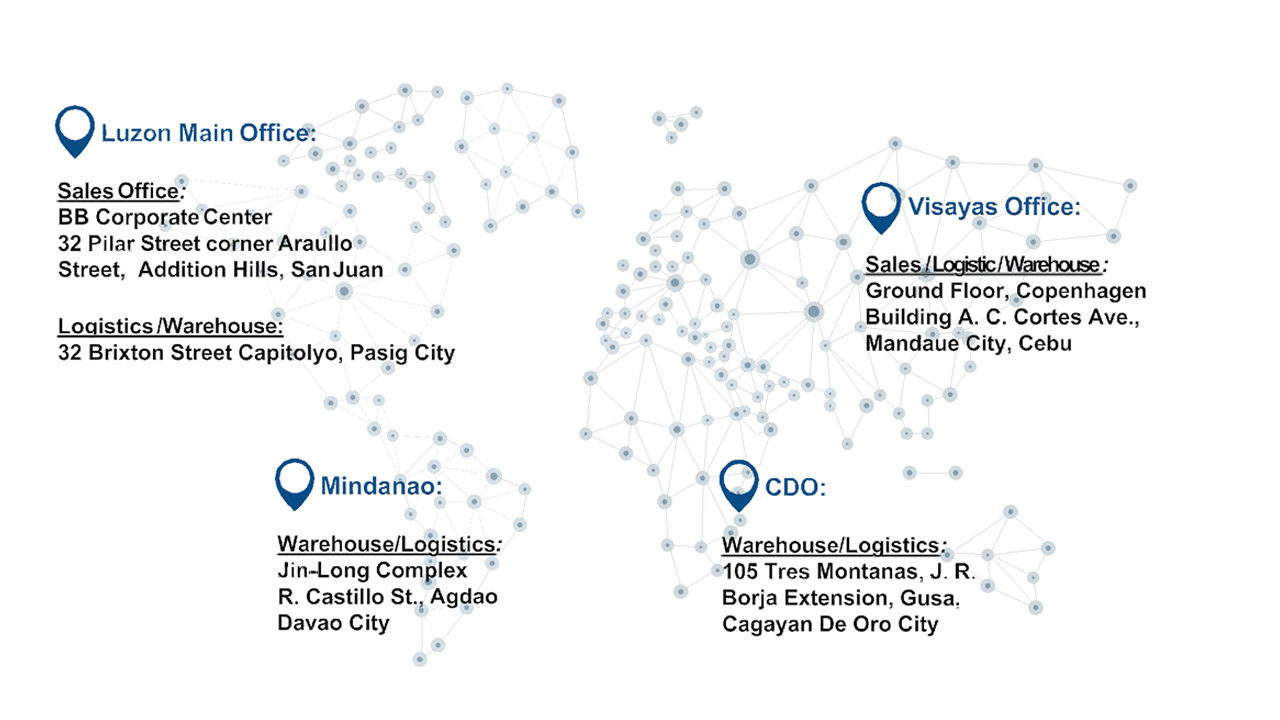 Luzon Main Office:
Sales Office:
BB Corporate Center
32 Pilar Street corner Araullo
Street, Addition Hills, San Juan
Logistics/Warehouse:
32 Brixton Street Capitolyo, Pasig City
Visayas Office:
Sales/Logistic/Warehouse:
Ground Floor, Copenhagen
Building A. C. Cortes Ave.,
Mandaue City, Cebu
Mindanao:
Warehouse/Logistics:
Jin-Long Complex
R. Castillo St., Agdao
Davao City
CDO:
Warehouse/Logistics:
105 Tres Montanas, J. R.
Borja Extension, Gusa,
Cagayan De Oro City